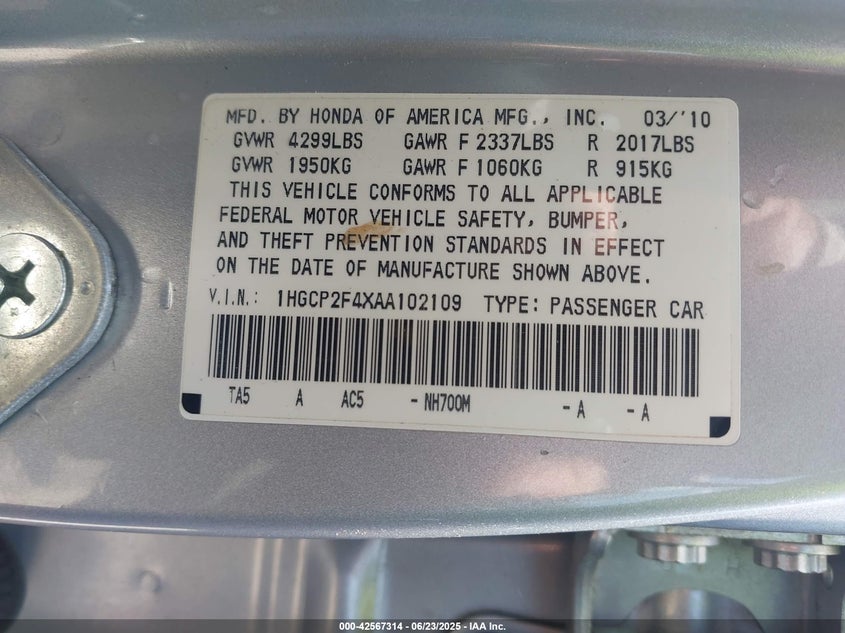 MFD. BY HONDA OF AMERICA MFG., INC. 03/'10
GVWR 4299LBS GAWR F 2337LBS R 2017LBS
GVWR 1950KG GAWR F 1060KG R 915KG
THIS VEHICLE CONFORMS TO ALL APPLICABLE
FEDERAL MOTOR VEHICLE SAFETY, BUMPER,
AND THEFT PREVENTION STANDARDS IN EFFECT
ON THE DATE OF MANUFACTURE SHOWN ABOVE.
V.I.N.: 1HGCP2F4XAA102109 TYPE: PASSENGER CAR
TA5 A AC5 -NH700M -A -A
000-42567314 - 06/23/2025 - IAA Inc.